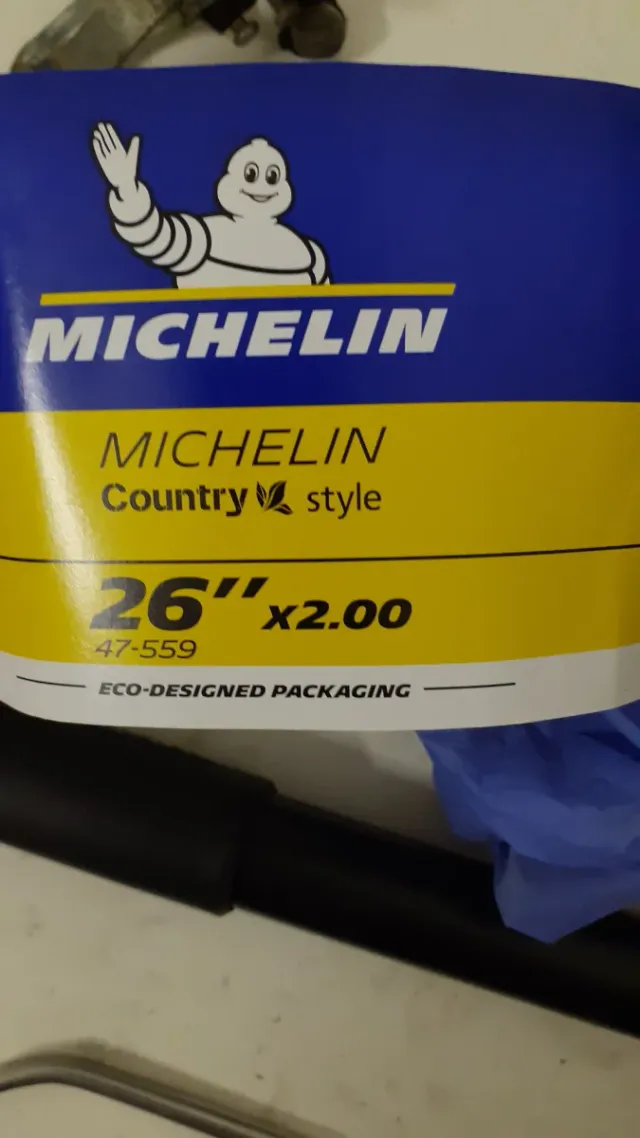 MICHELIN
MICHELIN
Country style
26" x2.00
47-559
ECO-DESIGNED PACKAGING